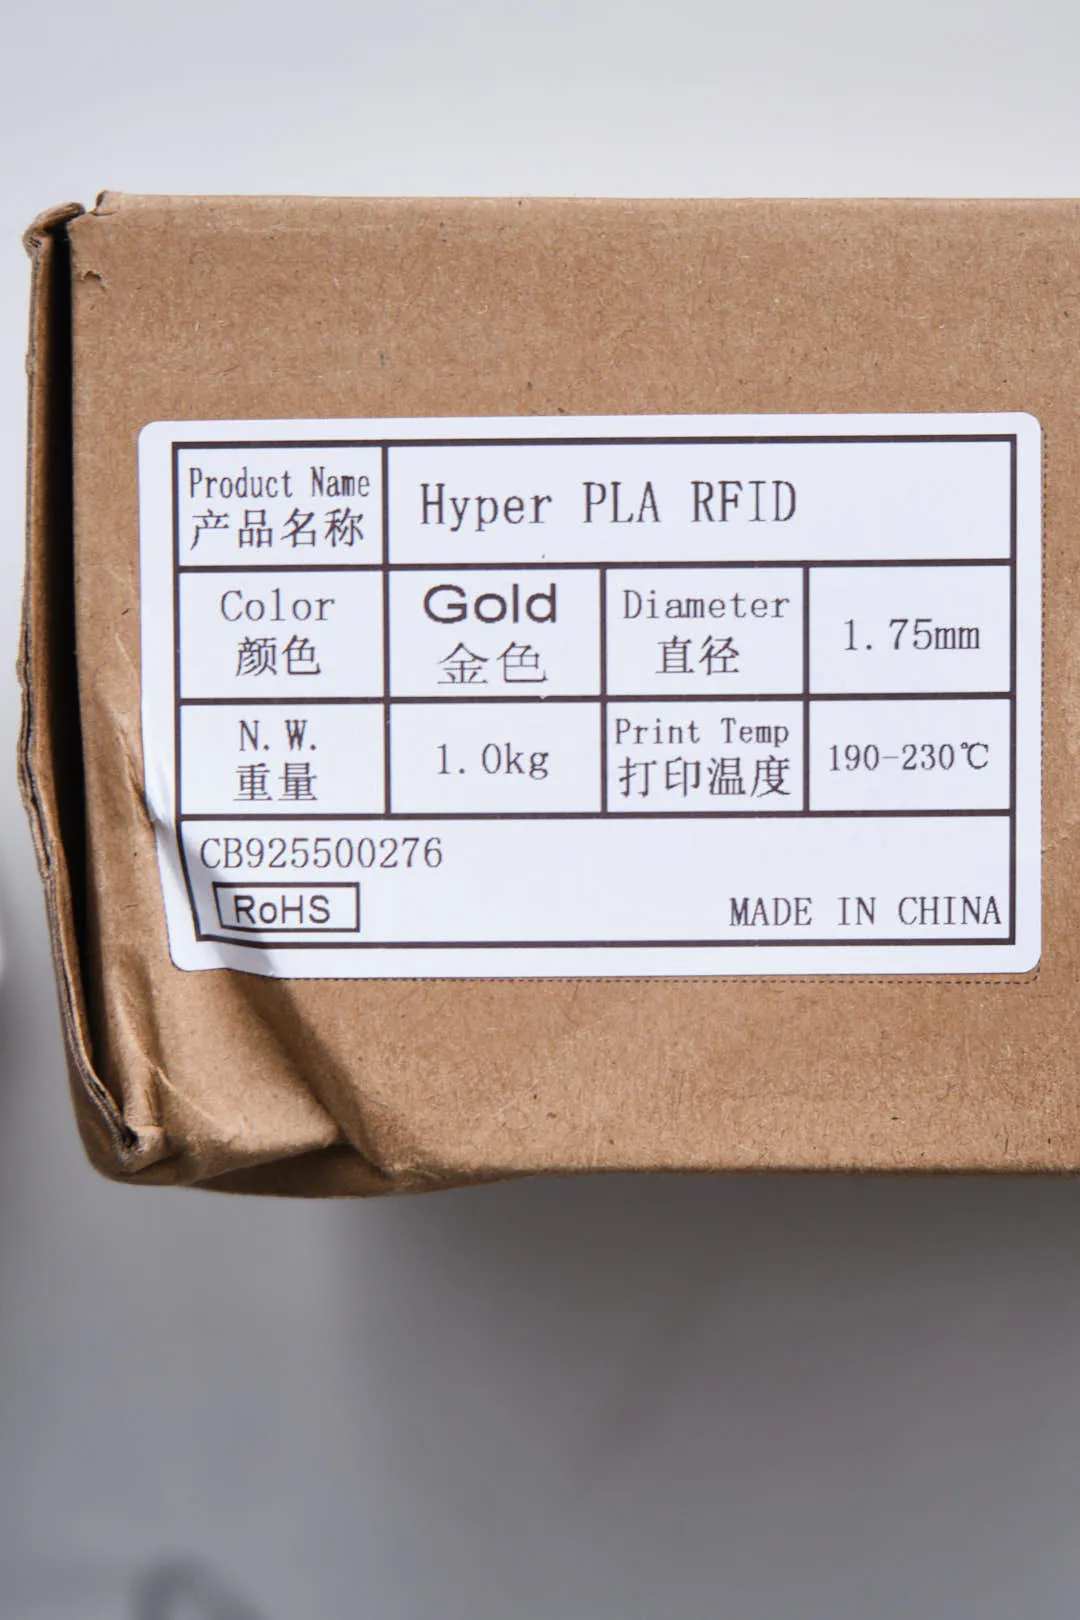 Product Name
产品名称
Hyper PLA RFID
Color
颜色
Gold
金色
Diameter
直径
1.75mm
N.W.
重量
1.0kg
Print Temp
打印温度
190-230℃
CB925500276
RoHS
MADE IN CHINA